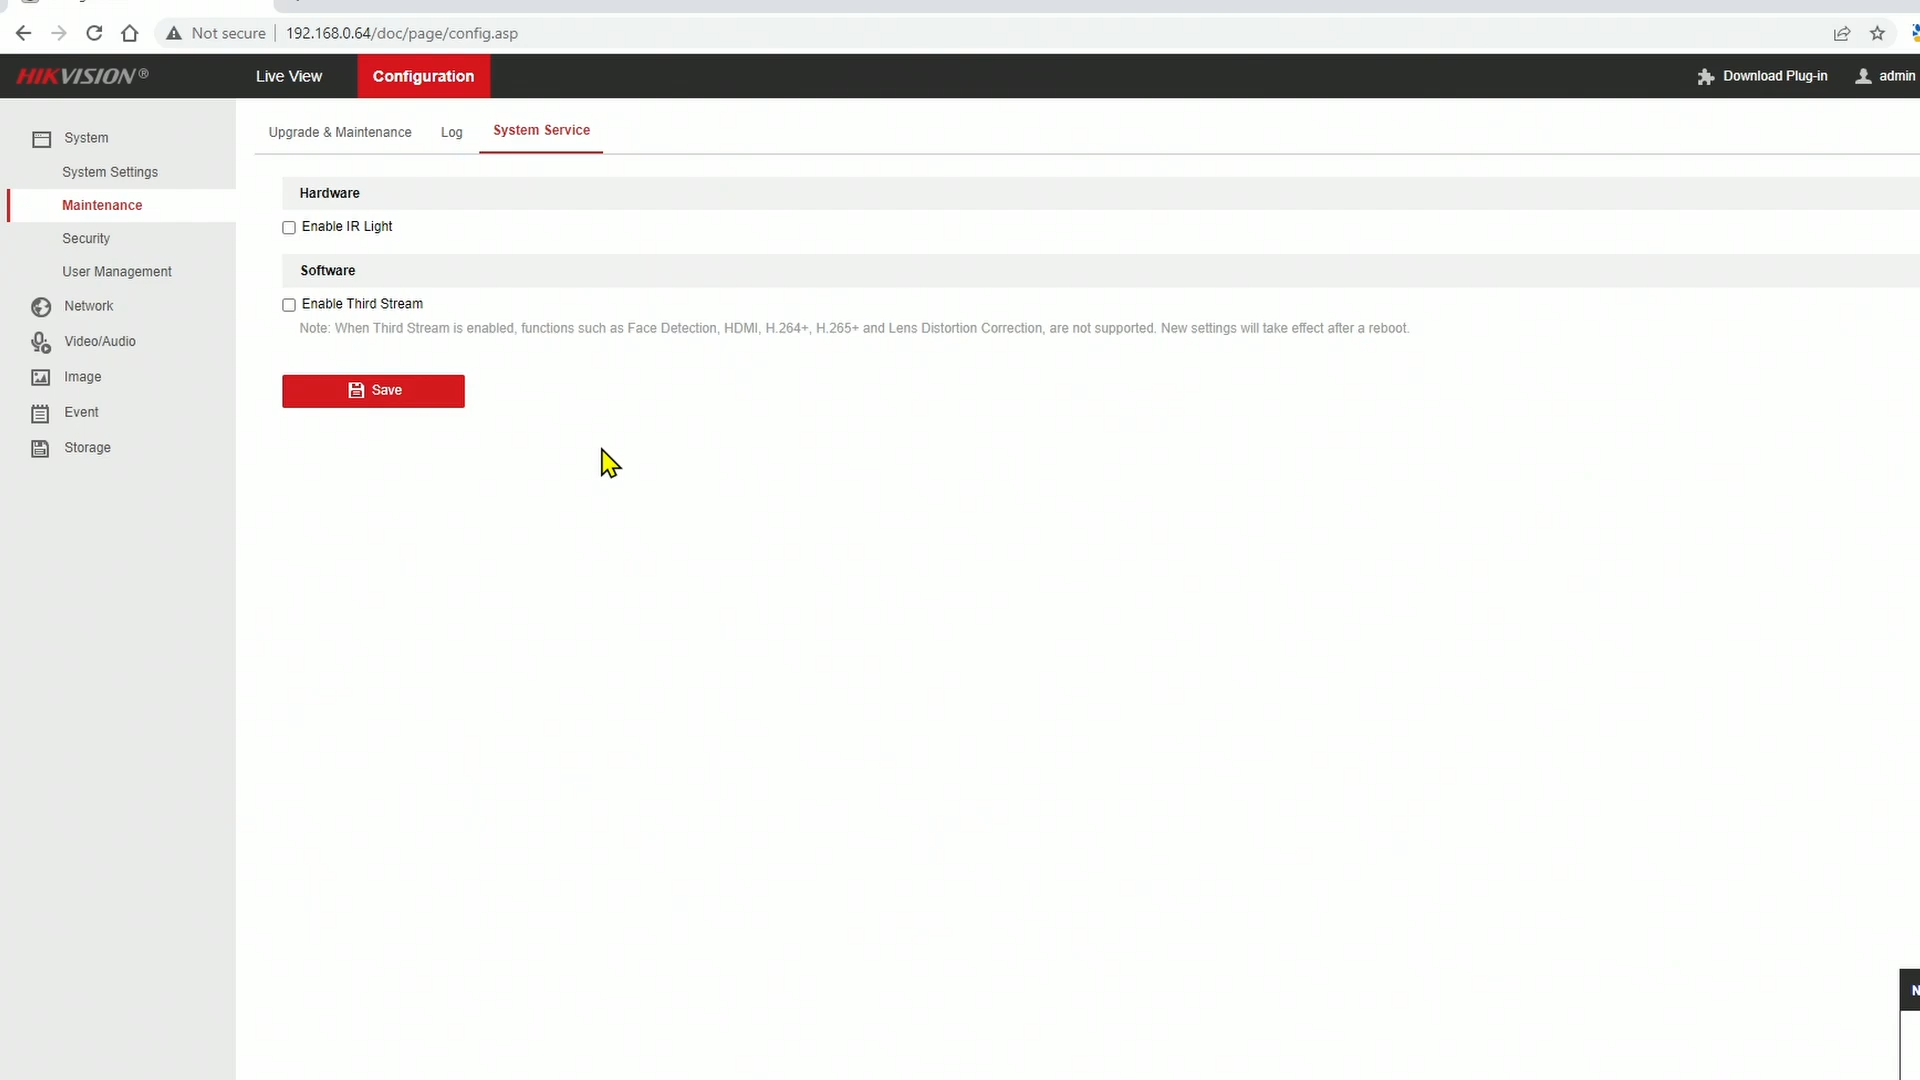 Not secure | 192.168.0.64/doc/page/config.asp
HIKVISION®
Live View
Configuration
Download Plug-in
admin
System
System Settings
Maintenance
Security
User Management
Network
Video/Audio
Image
Event
Storage
Upgrade & Maintenance
Log
System Service
Hardware
Enable IR Light
Software
Enable Third Stream
Note: When Third Stream is enabled, functions such as Face Detection, HDMI, H.264+, H.265+ and Lens Distortion Correction, are not supported. New settings will take effect after a reboot.
Save